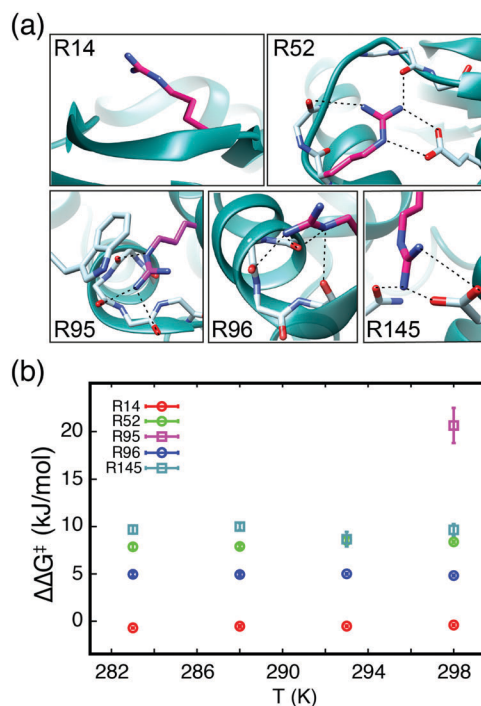 (a)
R14
R52
R95
R96
R145
(b)
R14
R52
R95
R96
R145
20
15
10
5
0
ΔΔG‡ (kJ/mol)
282 286 290 294 298
T (K)